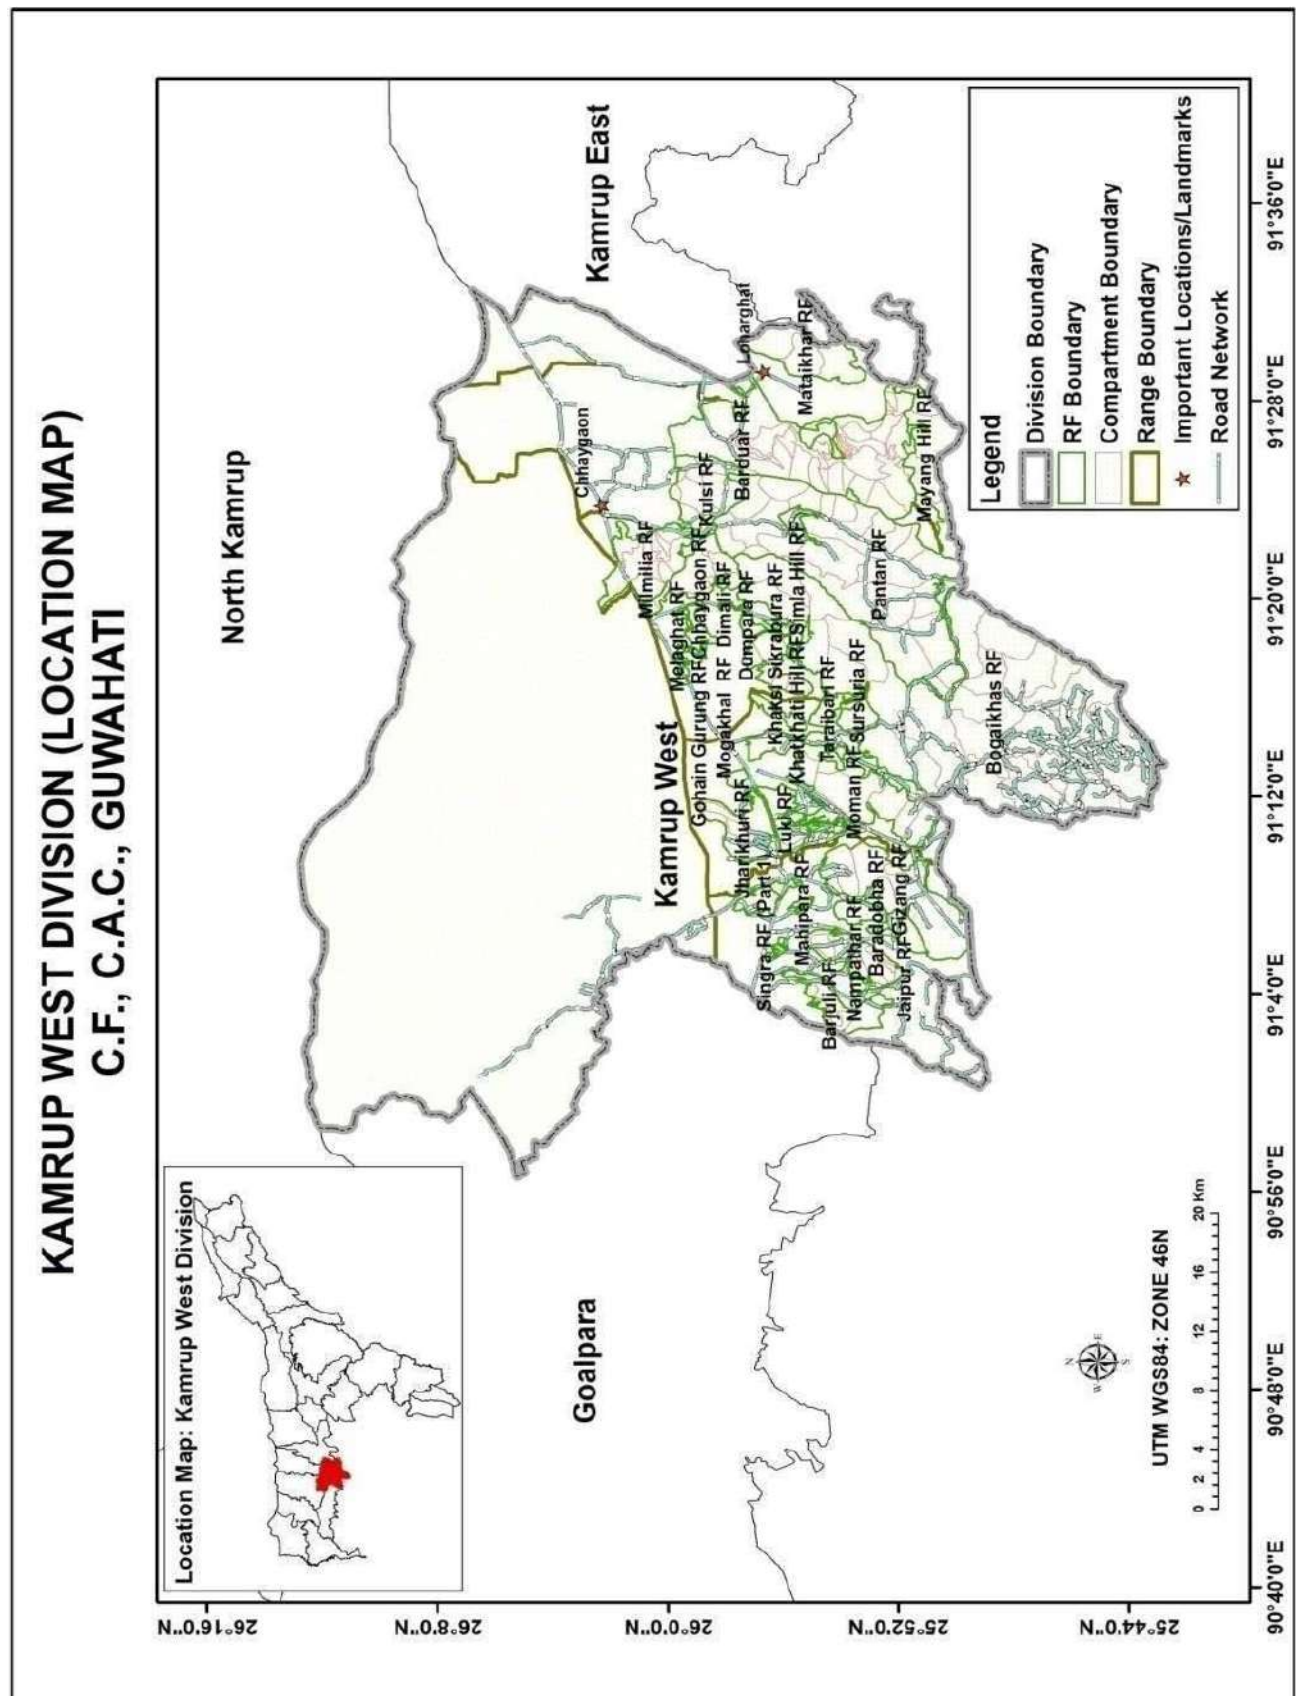 KAMRUP WEST DIVISION (LOCATION MAP)
C.F., C.A.C., GUWAHATI
Location Map: Kamrup West Division
North Kamrup
Kamrup East
Kamrup West
Goalpara
Chhaygaon
Loharghat
Milmilia RF
Melaghat RF
Kulsi RF
Gohain Gurung RF
Chhaygaon RF
Barduar RF
Mogakhal RF
Dimali RF
Jharikhuri RF
Dumpara RF
Singra RF (Part 1)
Khaksi
Sikrabura RF
Luki RF
Mataikhar RF
Mahipara RF
Khatkhati Hill RF
Simla Hill RF
Barjuli RF
Taraibari RF
Nampathar RF
Moman RF
Sursuria RF
Baradobha RF
Pantan RF
Jaipur RF
Gizang RF
Mayang Hill RF
Bogaikhas RF
Legend
Division Boundary
RF Boundary
Compartment Boundary
Range Boundary
Important Locations/Landmarks
Road Network
N
W
E
S
UTM WGS84: ZONE 46N
0 2 4 8 12 16 20 Km
26°16'0"N
26°8'0"N
26°0'0"N
25°52'0"N
25°44'0"N
90°40'0"E
90°48'0"E
90°56'0"E
91°4'0"E
91°12'0"E
91°20'0"E
91°28'0"E
91°36'0"E